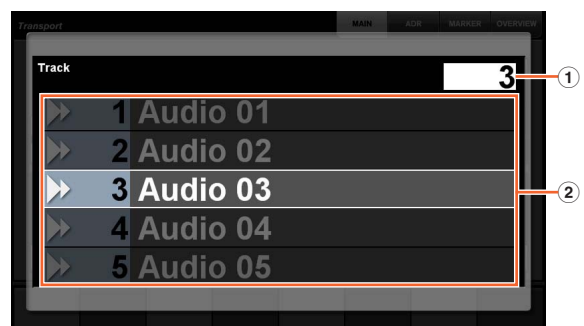 Transport MAIN ADR MARKER OVERVIEW
Track 3 1
1 Audio 01
2 Audio 02
3 Audio 03 2
4 Audio 04
5 Audio 05